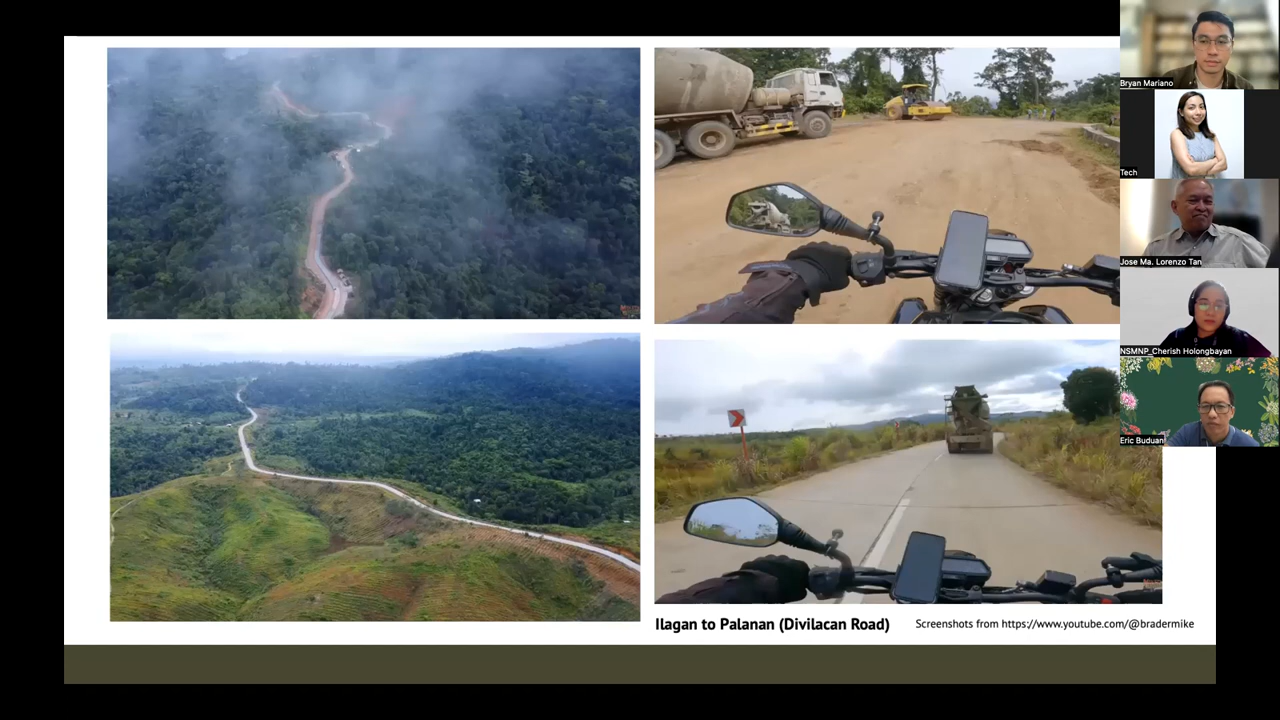 Bryan Mariano
Tech
Jose Ma. Lorenzo Tan
NSMNP_Cherish Holongbayan
Eric Buduan
Ilagan to Palanan (Divilacan Road)
Screenshots from https://www.youtube.com/@bradermike